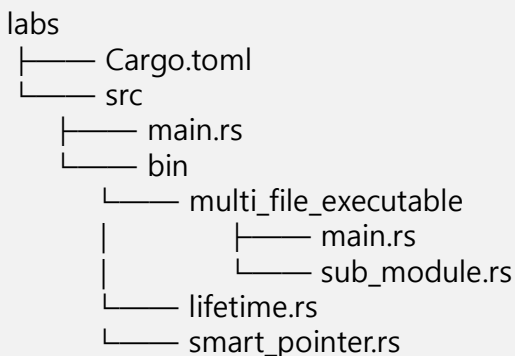 labs
├─── Cargo.toml
└─── src
├─── main.rs
└─── bin
└─── multi_file_executable
│ ├─── main.rs
│ └─── sub_module.rs
└─── lifetime.rs
└─── smart_pointer.rs